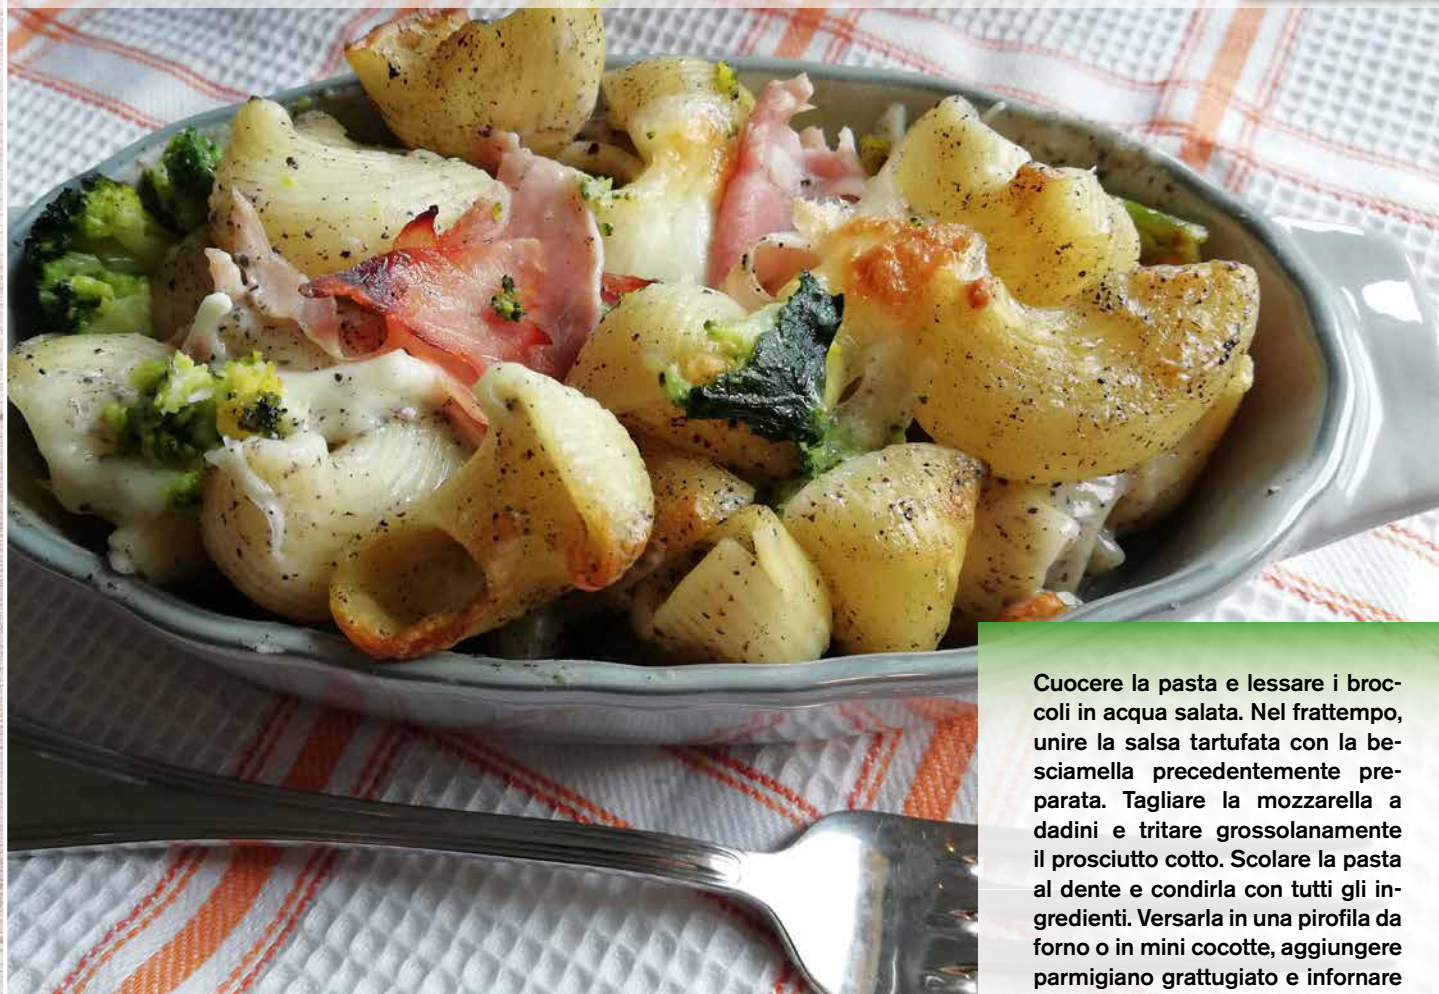 Cuocere la pasta e lessare i broc-
coli in acqua salata. Nel frattempo,
unire la salsa tartufata con la be-
sciamella precedentemente pre-
parata. Tagliare la mozzarella a
dadini e tritare grossolanamente
il prosciutto cotto. Scolare la pasta
al dente e condirla con tutti gli in-
gredienti. Versarla in una pirofila da
forno o in mini cocotte, aggiungere
parmigiano grattugiato e infornare